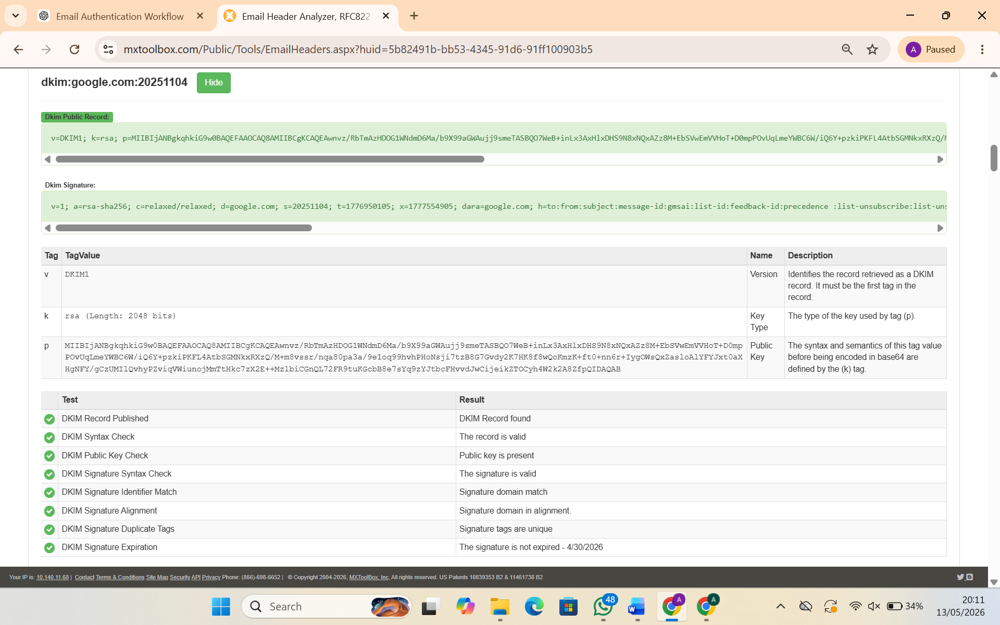 Email Authentication Workflow
Email Header Analyzer, RFC822
mxtoolbox.com/Public/Tools/EmailHeaders.aspx?huid=5b82491b-bb53-4345-91d6-91ff100903b5
A Paused
dkim:google.com:20251104 Hide
Dkim Public Record:
v=DKIM1; k=rsa; p=MIIBIjANBgkqhkiG9w0BAQEFAAOCAQ8AMIIBCgKCAQEAwnvz/RbTmAzHDOG1WNdmD6Ma/b9X99aGWAujj9smeTASBQO7WeB+inLx3AxHlxDHS9N8xNQxAZz8M+EbSVwEmVVHoT+D0mpPOvUqLmeYWBC6W/iQ6Y+pzkiPKFL4AtbSGMNkxRXzQ/M
Dkim Signature:
v=1; a=rsa-sha256; c=relaxed/relaxed; d=google.com; s=20251104; t=1776950105; x=1777554905; dara=google.com; h=to:from:subject:message-id:gmsai:list-id:feedback-id:precedence :list-unsubscribe:list-uns
Tag TagValue Name Description
v DKIM1 Version Identifies the record retrieved as a DKIM
record. It must be the first tag in the
record.
k rsa (Length: 2048 bits) Key The type of the key used by tag (p).
Type
p MIIBIjANBgkqhkiG9w0BAQEFAAOCAQ8AMIIBCgKCAQEAwnvz/RbTmAzHDOG1WNdmD6Ma/b9X99aGWAujj9smeTASBQO7WeB+inLx3AxHlxDHS9N8xNQxAZz8M+EbSVwEmVVHoT+D0mp Public The syntax and semantics of this tag value
POvUqLmeYWBC6W/iQ6Y+pzkiPKFL4AtbSGMNkxRXzQ/M+m8vssr/nqa80pa3a/9e1oq99hvhPHoNsji7tzB8G7Gvdy2K7HK8f8wQoKmzK+ft0+nn6r+IygOWsQxZasloAlYFYJxt0aX Key before being encoded in base64 are
HgNFY/gCzUMIlQvhyPZviqVWiunojMmTtHkc7zX2E++MzlbiCGnQL72FR9tuKGcbB8e7sYq9zYJtbcFHvvdJwCijeikZTOCyh4W2k2A8ZfpQIDAQAB defined by the (k) tag.
Test Result
DKIM Record Published DKIM Record found
DKIM Syntax Check The record is valid
DKIM Public Key Check Public key is present
DKIM Signature Syntax Check The signature is valid
DKIM Signature Identifier Match Signature domain match
DKIM Signature Alignment Signature domain in alignment.
DKIM Signature Duplicate Tags Signature tags are unique
DKIM Signature Expiration The signature is not expired - 4/30/2026
Your IP is: 10.140.11.68 | Contact Terms & Conditions Site Map Security API Privacy Phone: (866)-698-6652 | © Copyright 2004-2026, MXToolBox, Inc, All rights reserved. US Patents 10839353 B2 & 11461738 B2
Search 48 W A A 34% 20:11
13/05/2026